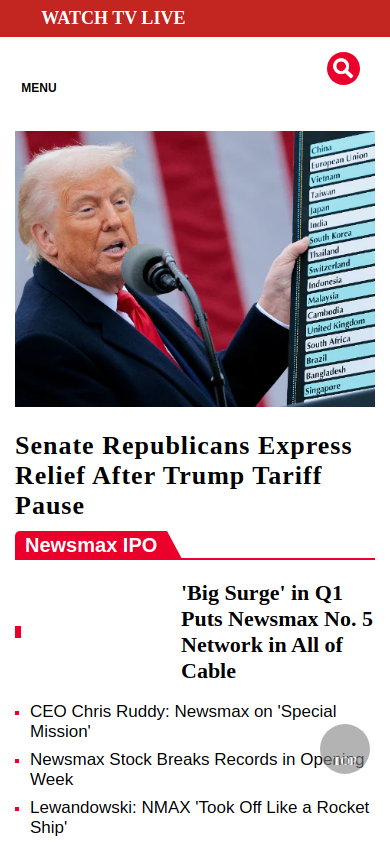 WATCH TV LIVE
MENU
China
European Union
Vietnam
Taiwan
Japan
India
South Korea
Thailand
Switzerland
Indonesia
Malaysia
Cambodia
United Kingdom
South Africa
Brazil
Bangladesh
Singapore
Senate Republicans Express
Relief After Trump Tariff
Pause
Newsmax IPO
'Big Surge' in Q1
Puts Newsmax No. 5
Network in All of
Cable
CEO Chris Ruddy: Newsmax on 'Special
Mission'
Newsmax Stock Breaks Records in Opening
Week
TOP
Lewandowski: NMAX 'Took Off Like a Rocket
Ship'